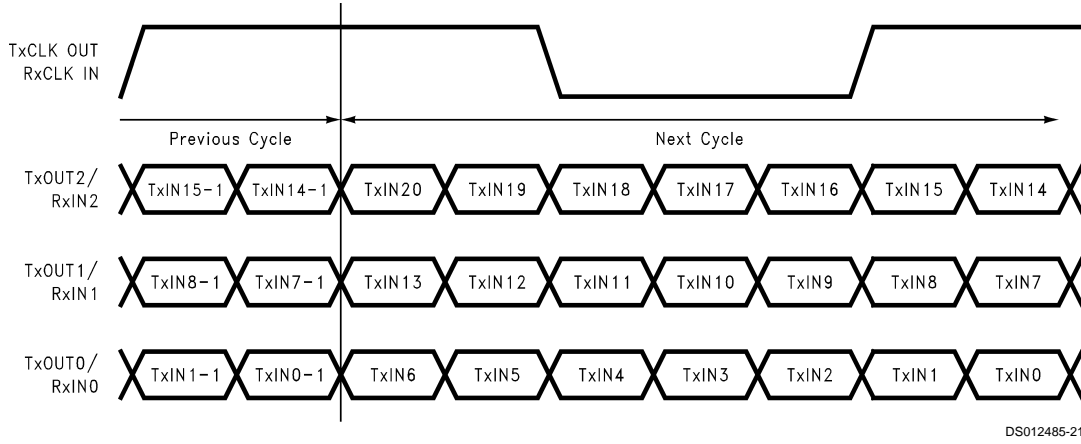 TxCLK OUT
RxCLK IN
Previous Cycle
Next Cycle
TxOUT2/
RxIN2
TxIN15-1 TxIN14-1 TxIN20 TxIN19 TxIN18 TxIN17 TxIN16 TxIN15 TxIN14
TxOUT1/
RxIN1
TxIN8-1 TxIN7-1 TxIN13 TxIN12 TxIN11 TxIN10 TxIN9 TxIN8 TxIN7
TxOUT0/
RxIN0
TxIN1-1 TxIN0-1 TxIN6 TxIN5 TxIN4 TxIN3 TxIN2 TxIN1 TxIN0
DS012485-21